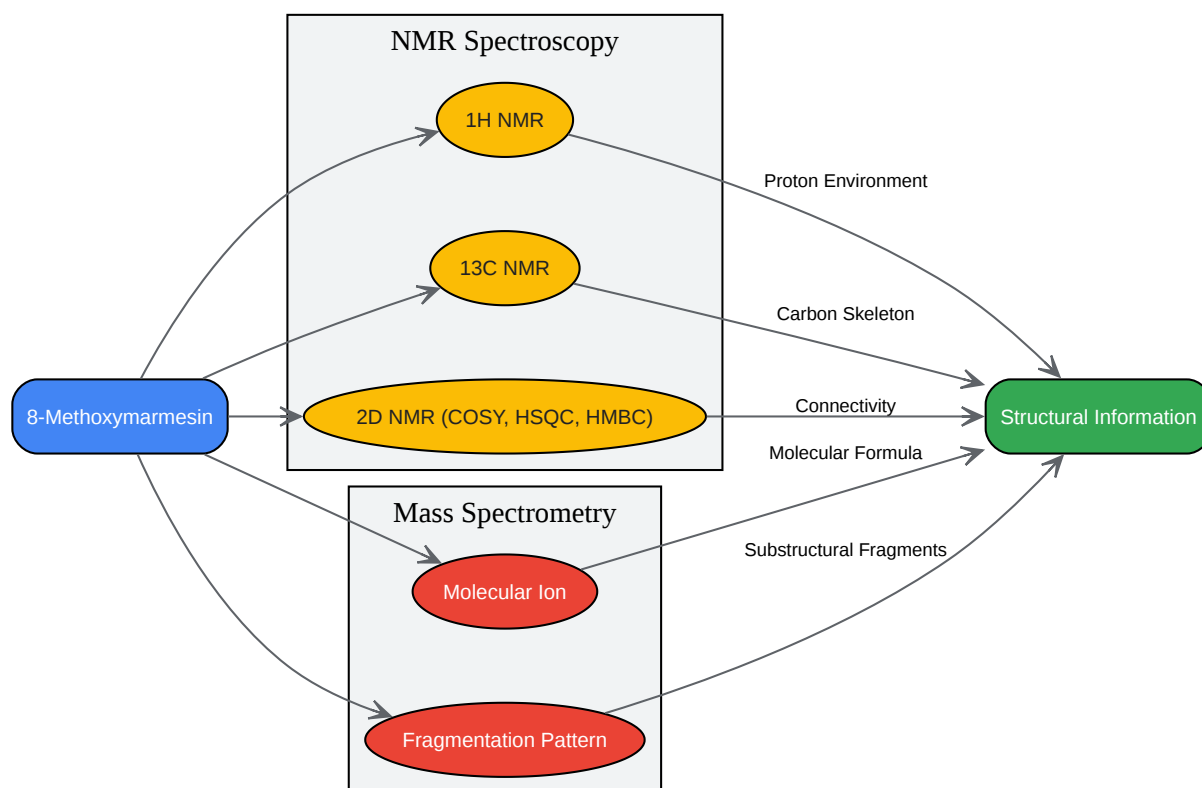 NMR Spectroscopy
1H NMR
Proton Environment
13C NMR
Carbon Skeleton
8-Methoxymarmesin
2D NMR (COSY, HSQC, HMBC)
Connectivity
Structural Information
Molecular Formula
Mass Spectrometry
Substructural Fragments
Molecular Ion
Fragmentation Pattern